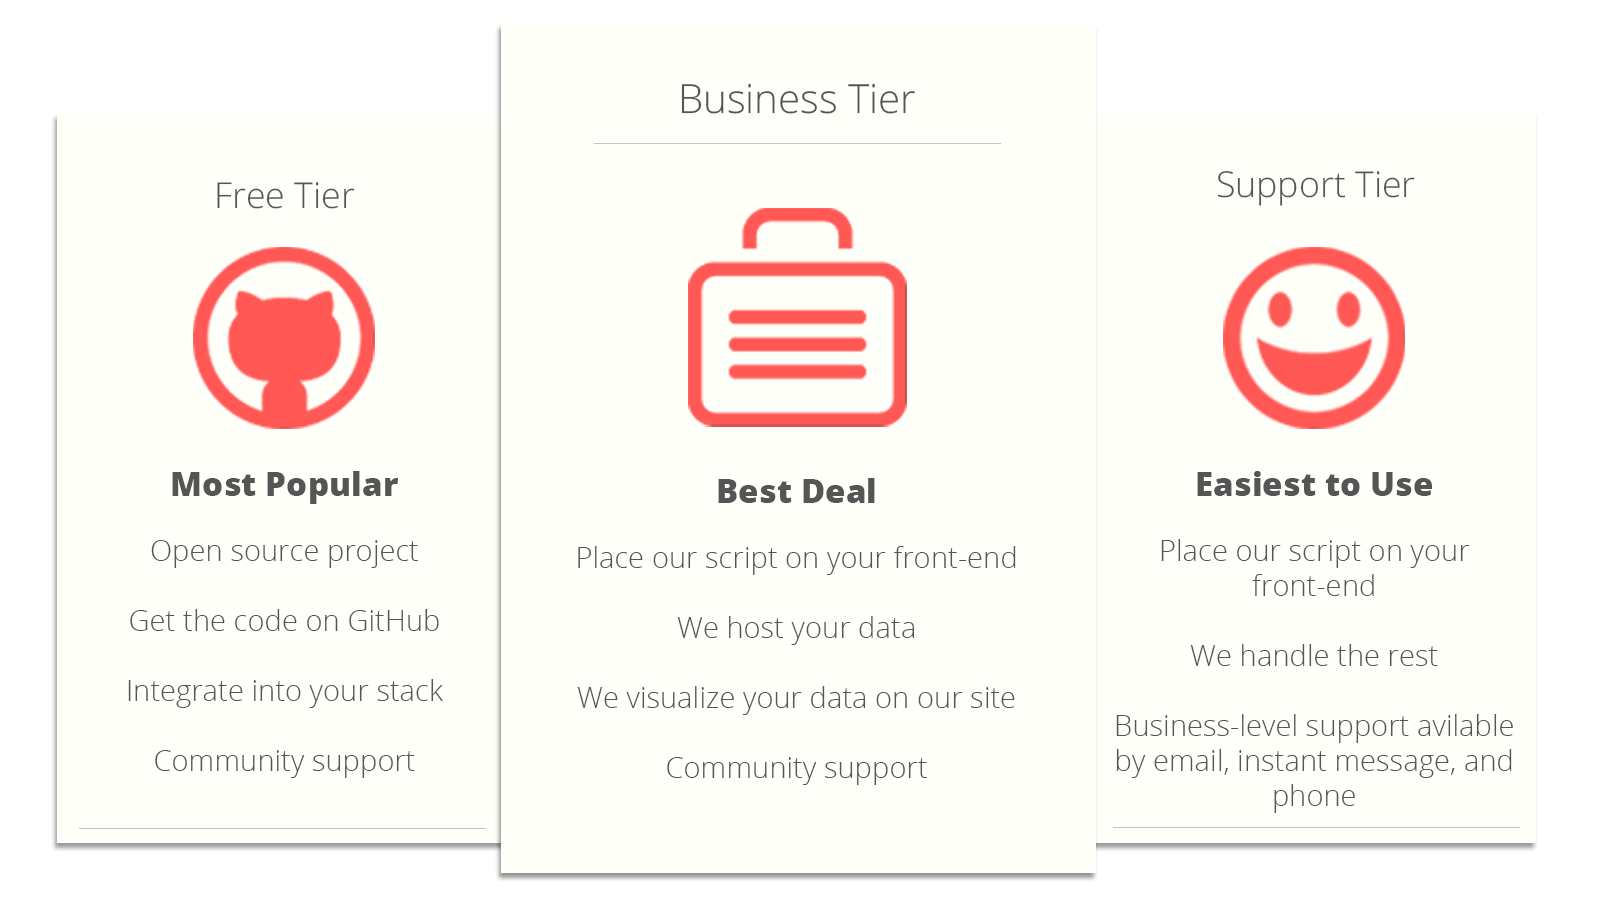 Free Tier
Most Popular
Open source project
Get the code on GitHub
Integrate into your stack
Community support
Business Tier
Best Deal
Place our script on your front-end
We host your data
We visualize your data on our site
Community support
Support Tier
Easiest to Use
Place our script on your
front-end
We handle the rest
Business-level support avilable
by email, instant message, and
phone